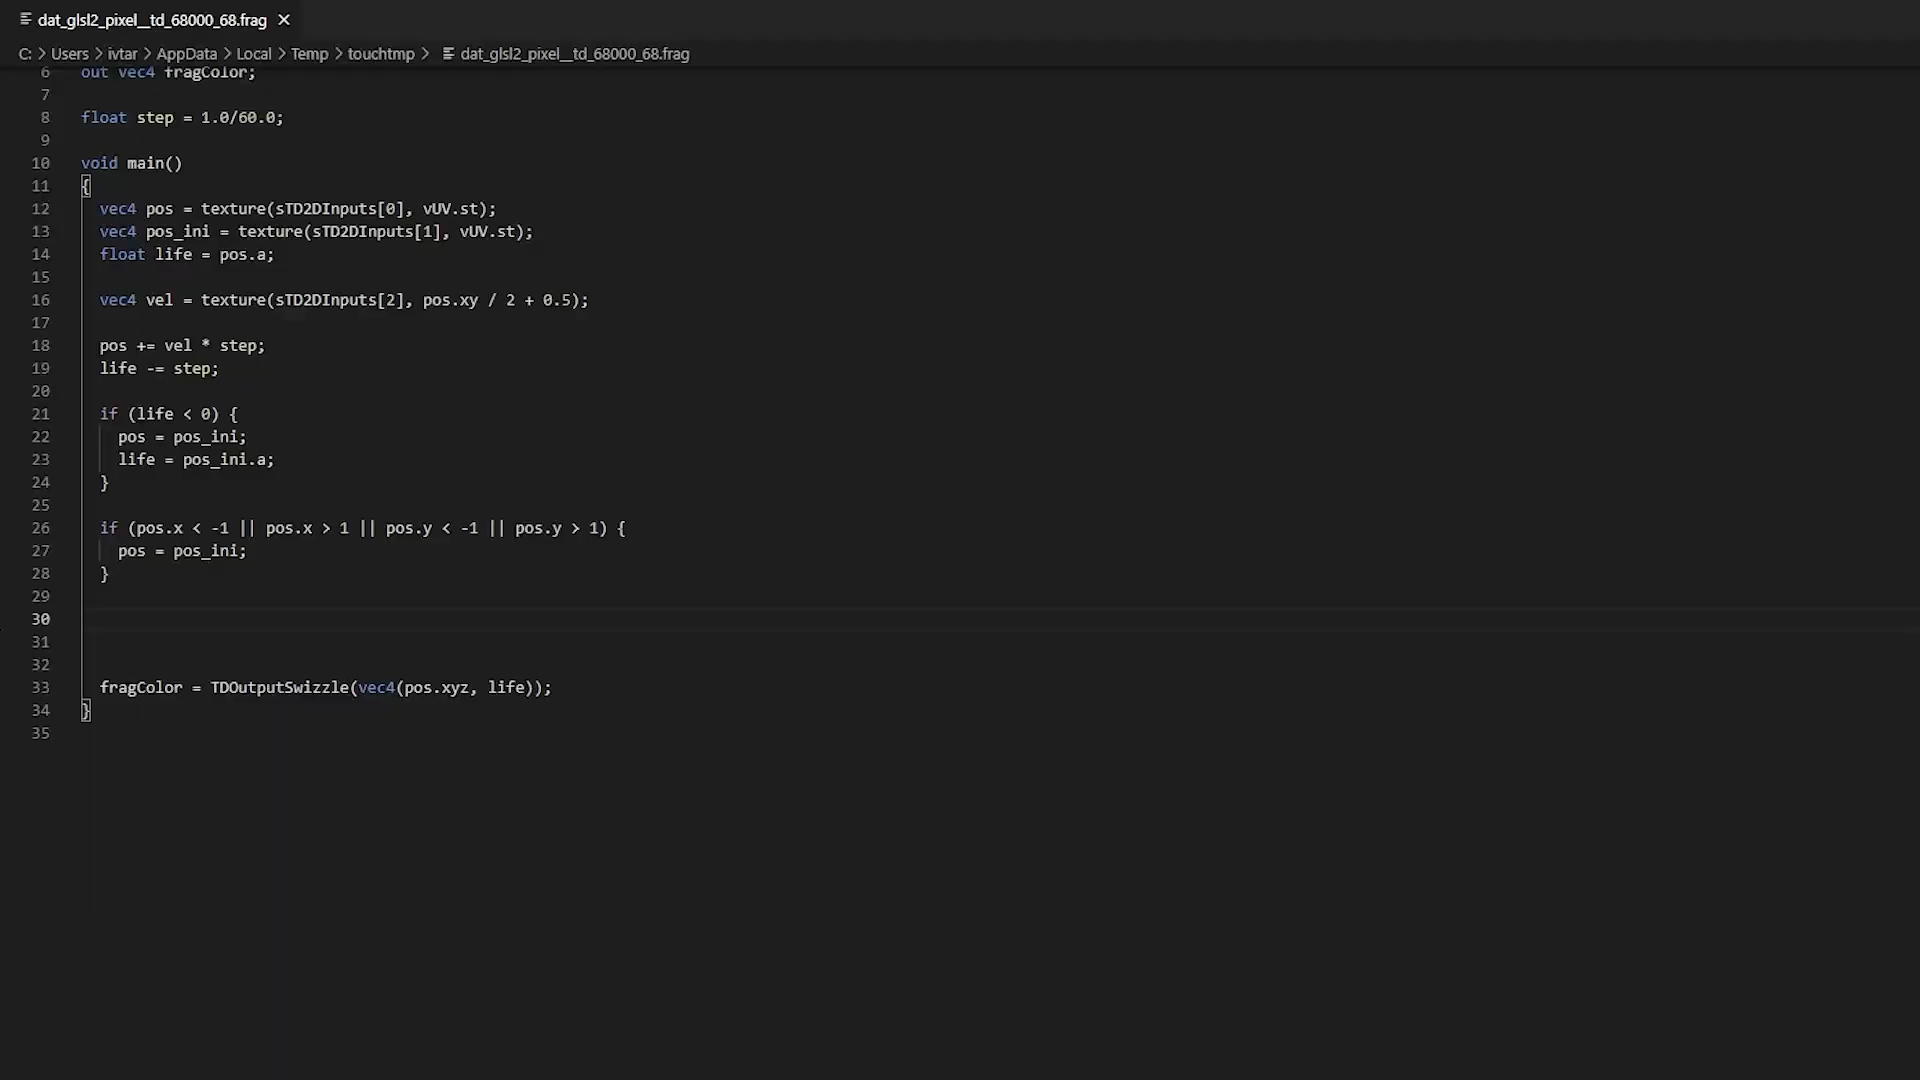 dat_glsl2_pixel__td_68000_68.frag
C: > Users > ivtar > AppData > Local > Temp > touchtmp > dat_glsl2_pixel__td_68000_68.frag
6 out vec4 fragColor;
7
8 float step = 1.0/60.0;
9
10 void main()
11 {
12 vec4 pos = texture(sTD2DInputs[0], vUV.st);
13 vec4 pos_ini = texture(sTD2DInputs[1], vUV.st);
14 float life = pos.a;
15
16 vec4 vel = texture(sTD2DInputs[2], pos.xy / 2 + 0.5);
17
18 pos += vel * step;
19 life -= step;
20
21 if (life < 0) {
22 pos = pos_ini;
23 life = pos_ini.a;
24 }
25
26 if (pos.x < -1 || pos.x > 1 || pos.y < -1 || pos.y > 1) {
27 pos = pos_ini;
28 }
29
30
31
32
33 fragColor = TDOutputSwizzle(vec4(pos.xyz, life));
34 }
35